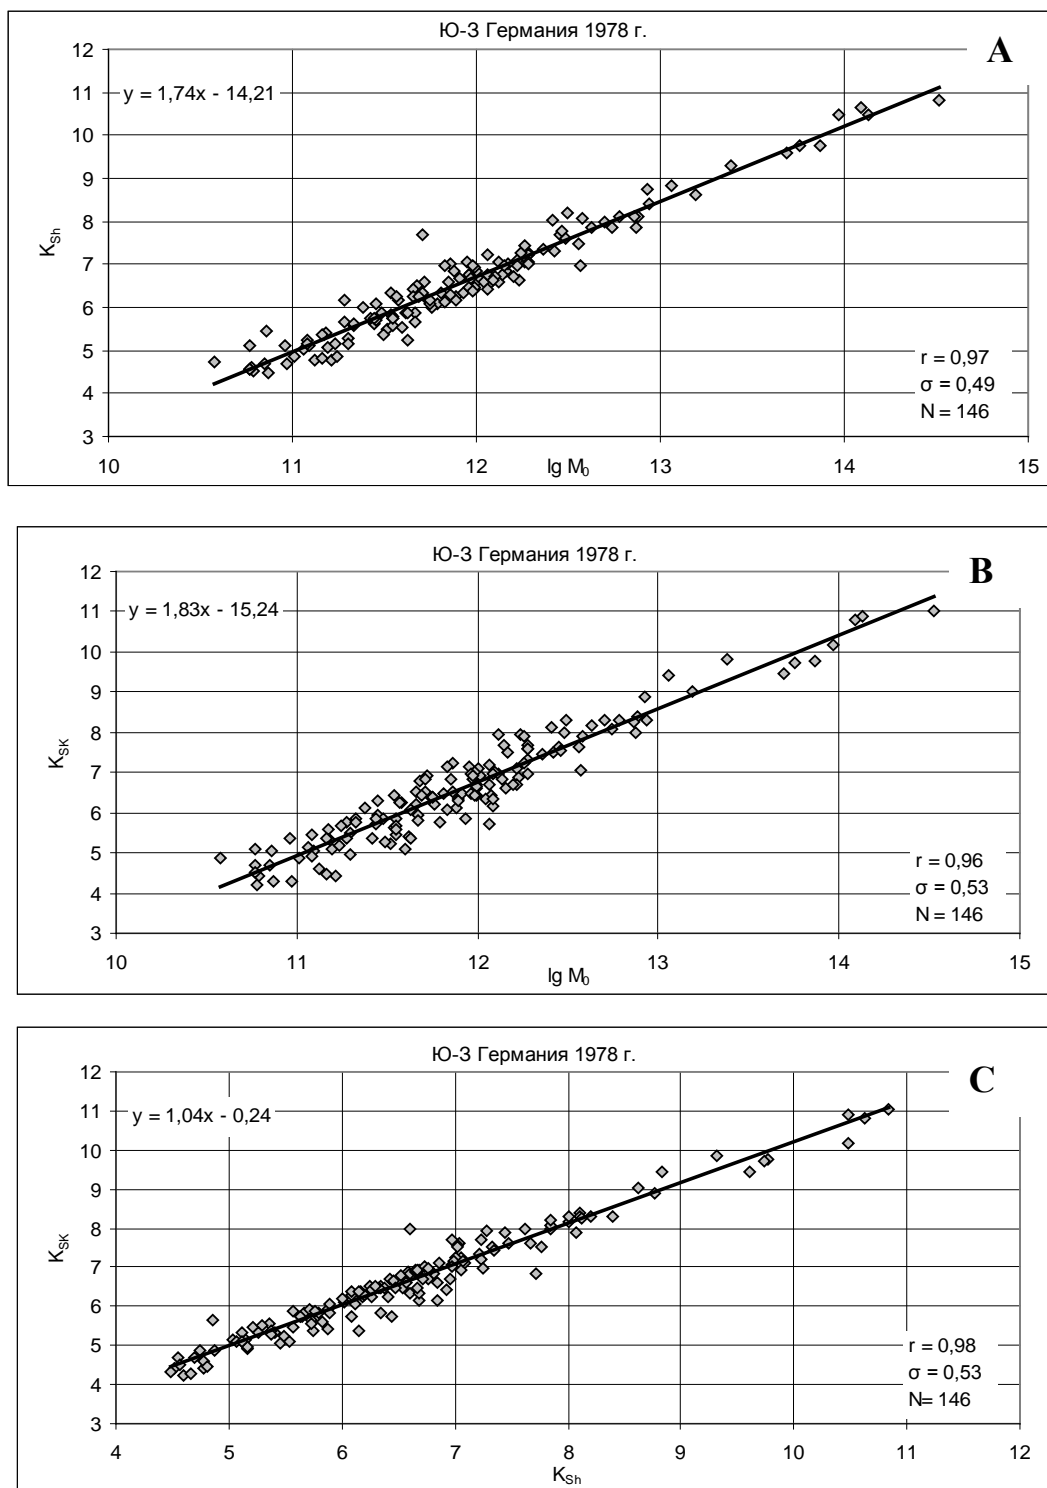 Ю-З Германия 1978 г.
A
12
y = 1,74x - 14,21
11
10
9
8
K_Sh
7
6
5
r = 0,97
4
σ = 0,49
N = 146
3
10 11 12 lg M₀ 13 14 15
Ю-З Германия 1978 г.
B
12
y = 1,83x - 15,24
11
10
9
8
K_SK
7
6
5
r = 0,96
4
σ = 0,53
N = 146
3
10 11 12 13 14 15
lg M₀
Ю-З Германия 1978 г.
C
12
y = 1,04x - 0,24
11
10
9
8
K_SK
7
6
5
r = 0,98
σ = 0,53
4
N= 146
3
4 5 6 7 8 9 10 11 12
K_Sh